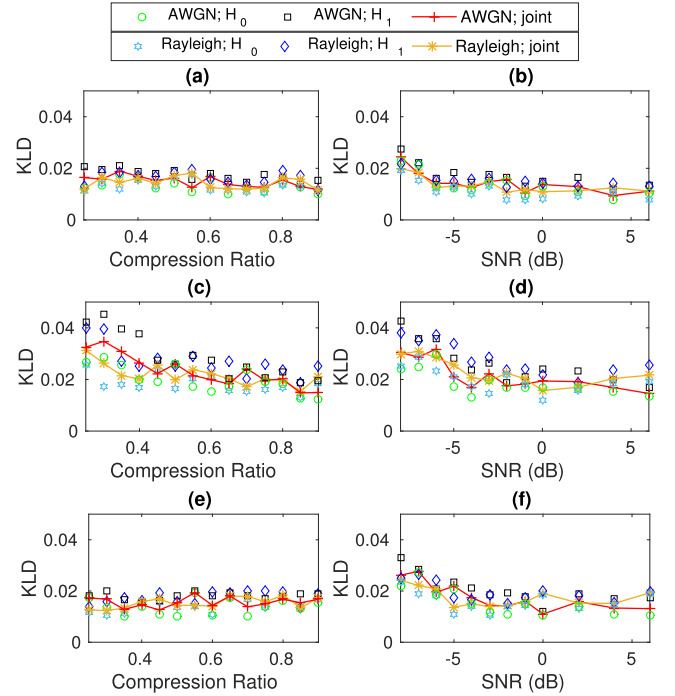 AWGN; H0 AWGN; H1 AWGN; joint
Rayleigh; H0 Rayleigh; H1 Rayleigh; joint
(a) (b)
0.04 0.04
KLD KLD
0.02 0.02
0 0
0.4 0.6 0.8 -5 0 5
Compression Ratio SNR (dB)
(c) (d)
0.04 0.04
KLD KLD
0.02 0.02
0 0
0.4 0.6 0.8 -5 0 5
Compression Ratio SNR (dB)
(e) (f)
0.04 0.04
KLD KLD
0.02 0.02
0 0
0.4 0.6 0.8 -5 0 5
Compression Ratio SNR (dB)